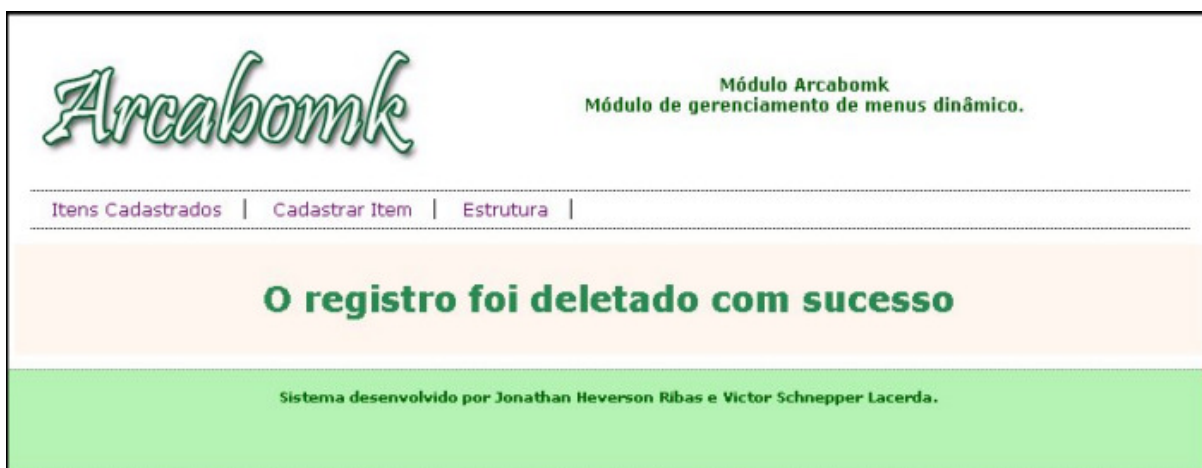 Arcabomk
Módulo Arcabomk
Módulo de gerenciamento de menus dinâmico.
Itens Cadastrados | Cadastrar Item | Estrutura |
O registro foi deletado com sucesso
Sistema desenvolvido por Jonathan Heverson Ribas e Victor Schnepper Lacerda.